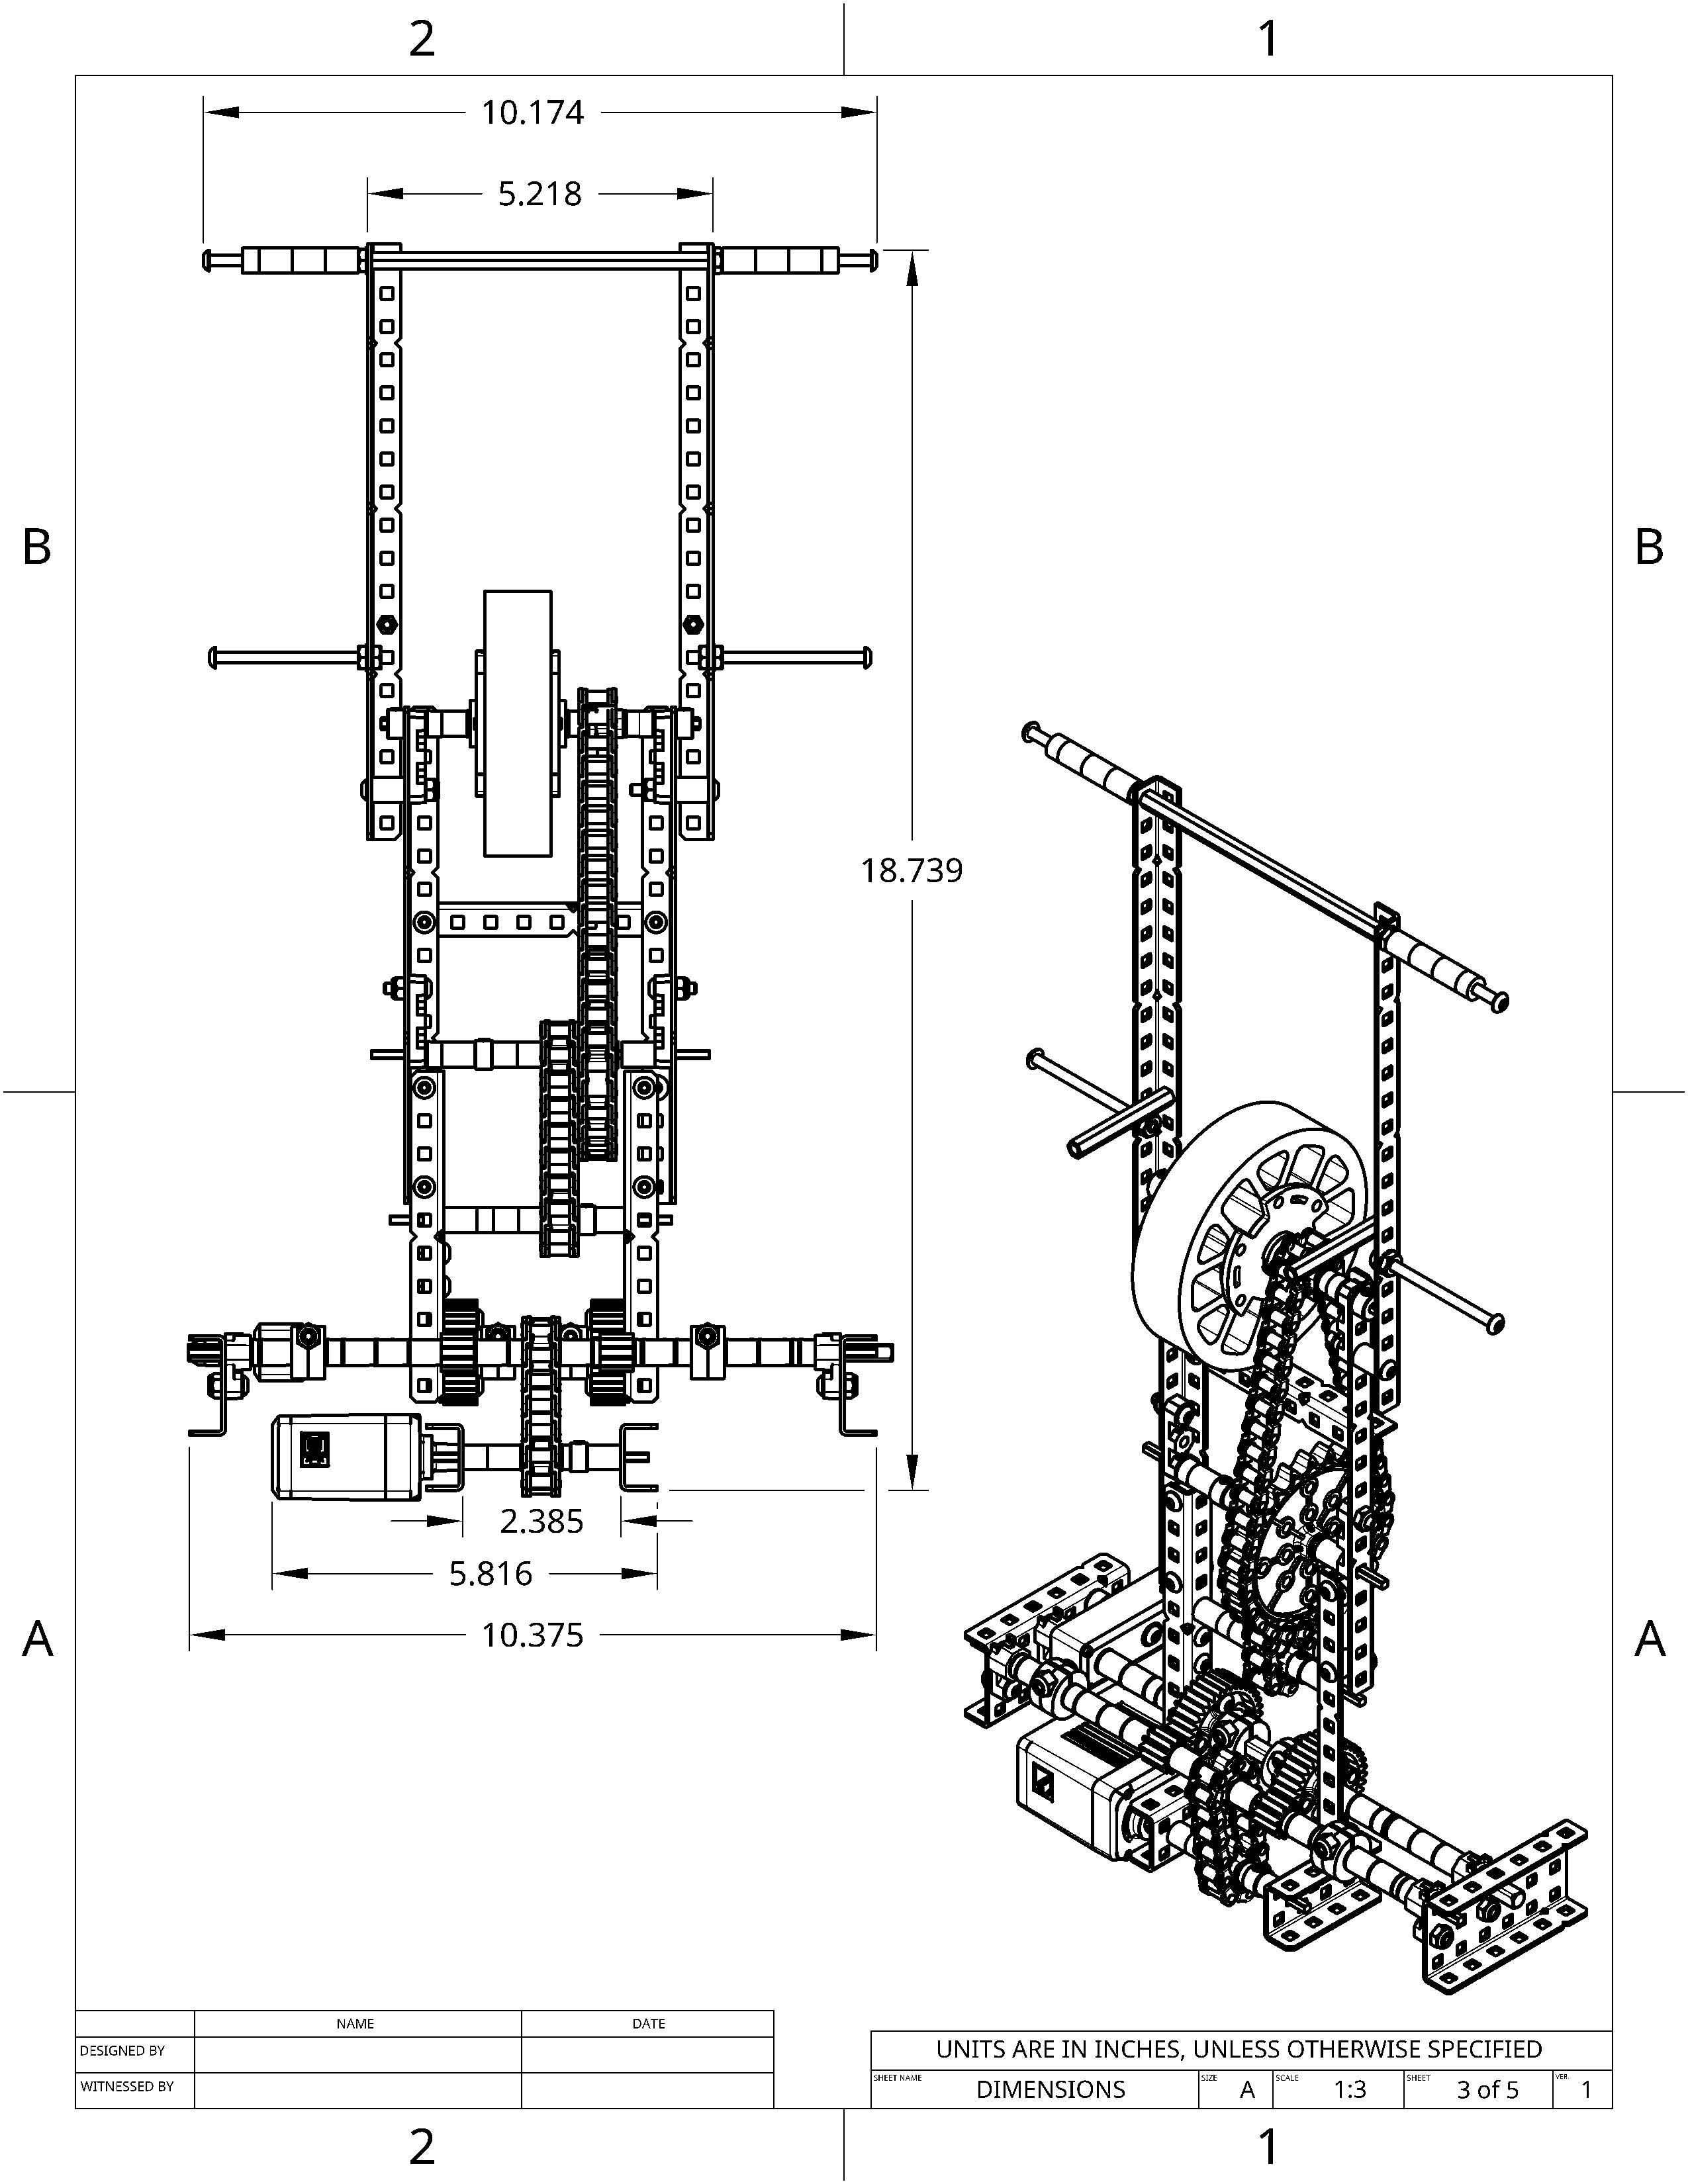 2 1
10.174
5.218
B B
18.739
2.385
5.816
10.375
A A
NAME DATE
DESIGNED BY
WITNESSED BY
UNITS ARE IN INCHES, UNLESS OTHERWISE SPECIFIED
SHEET NAME DIMENSIONS SIZE A SCALE 1:3 SHEET 3 of 5 VER. 1
2 1